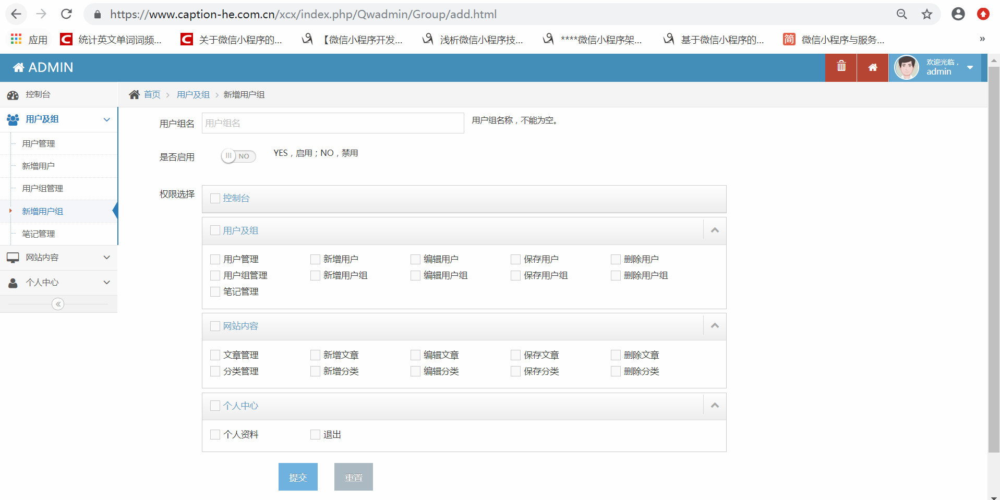 https://www.caption-he.com.cn/xcx/index.php/Qwadmin/Group/add.html
应用 统计英文单词词频... 关于微信小程序的... 【微信小程序开发... 浅析微信小程序技... ****微信小程序架... 基于微信小程序的... 简 微信小程序与服务... »
ADMIN
欢迎光临，
admin
控制台
首页 > 用户及组 > 新增用户组
用户及组
用户管理
新增用户
用户组管理
新增用户组
笔记管理
网站内容
个人中心
用户组名 用户组名 用户组名称，不能为空。
是否启用 NO YES，启用；NO，禁用
权限选择 控制台
用户及组
用户管理 新增用户 编辑用户 保存用户 删除用户
用户组管理 新增用户组 编辑用户组 保存用户组 删除用户组
笔记管理
网站内容
文章管理 新增文章 编辑文章 保存文章 删除文章
分类管理 新增分类 编辑分类 保存分类 删除分类
个人中心
个人资料 退出
提交 重置